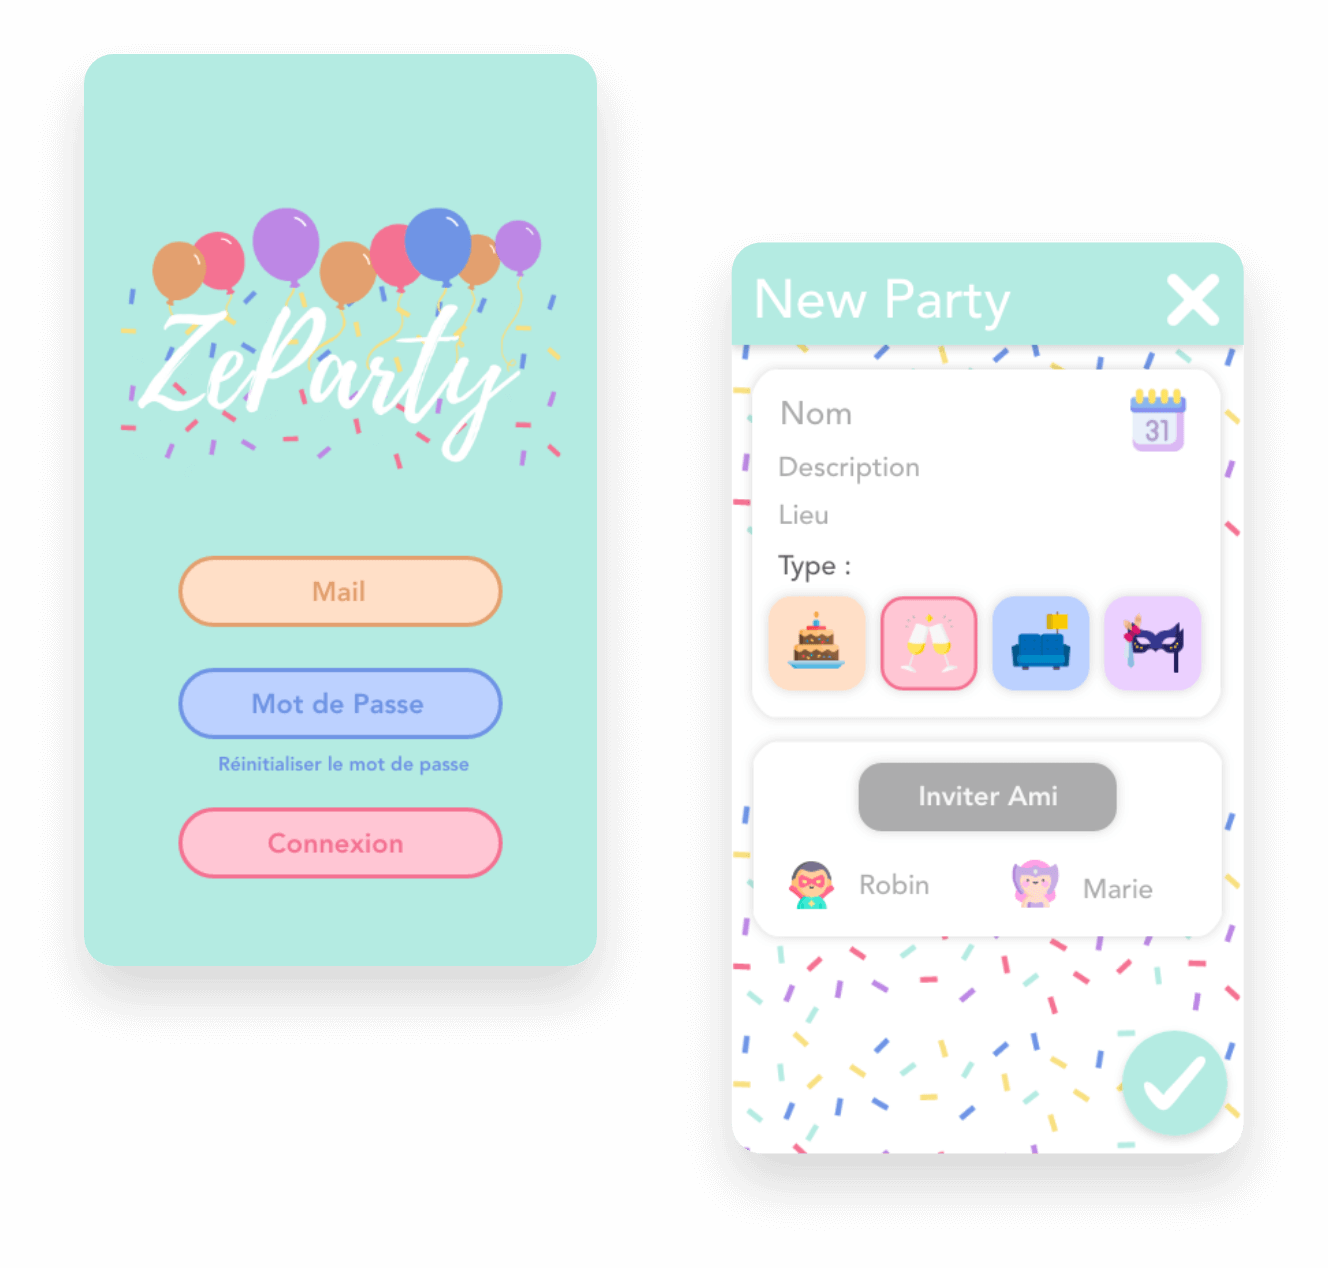 ZeParty
Mail
Mot de Passe
Réinitialiser le mot de passe
Connexion
New Party
Nom
31
Description
Lieu
Type :
Inviter Ami
Robin
Marie